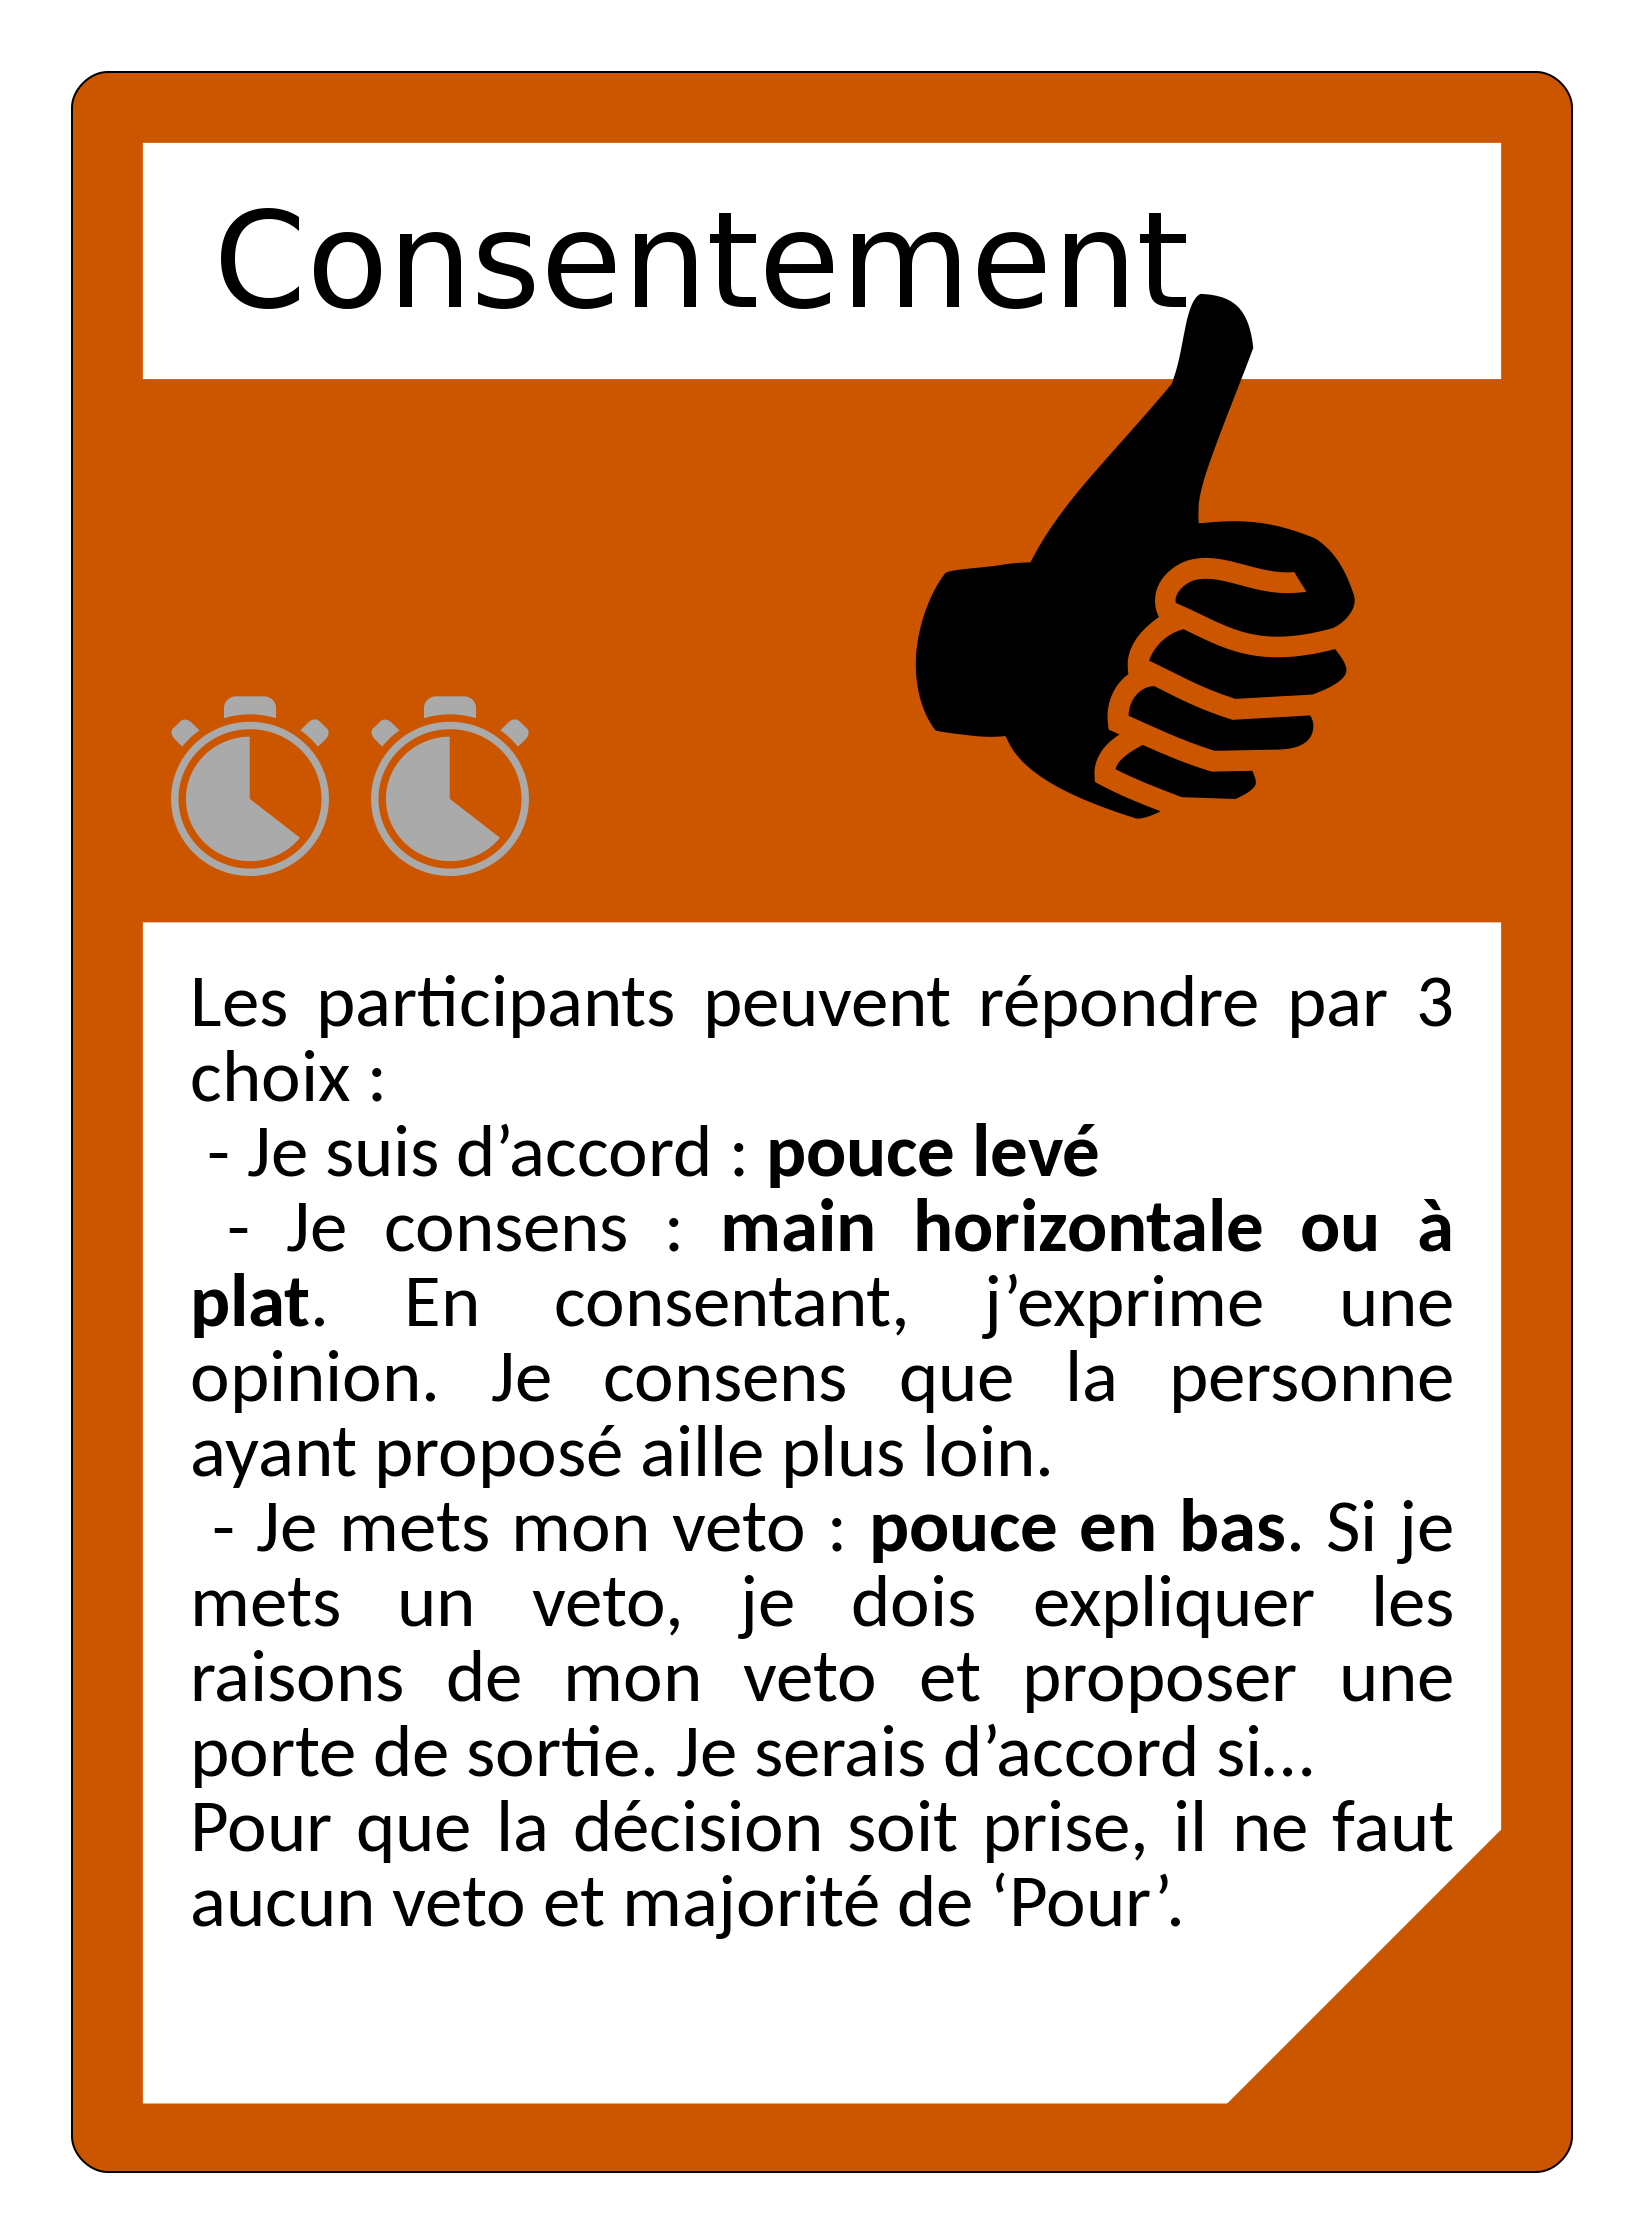 Consentement
Les participants peuvent répondre par 3
choix :
- Je suis d’accord : pouce levé
- Je consens : main horizontale ou à
plat. En consentant, j’exprime une
opinion. Je consens que la personne
ayant proposé aille plus loin.
- Je mets mon veto : pouce en bas. Si je
mets un veto, je dois expliquer les
raisons de mon veto et proposer une
porte de sortie. Je serais d’accord si…
Pour que la décision soit prise, il ne faut
aucun veto et majorité de ‘Pour’.